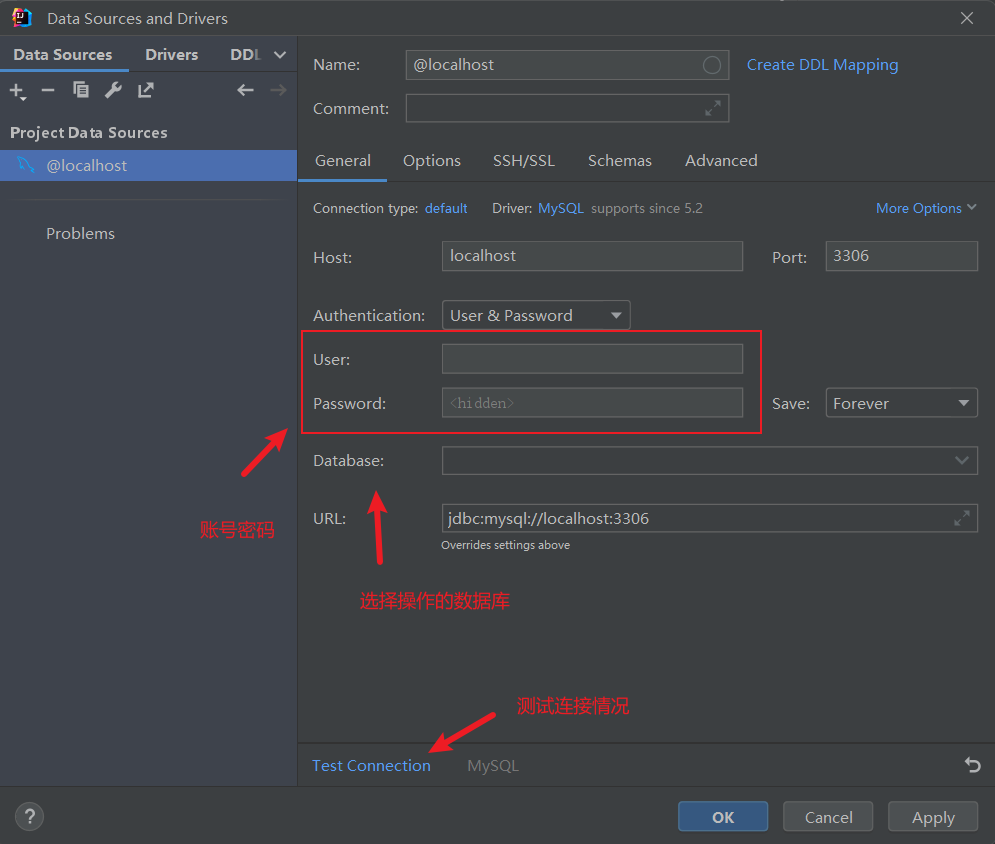 Data Sources and Drivers
Data Sources Drivers DDL
Project Data Sources
@localhost
Problems
Name: @localhost Create DDL Mapping
Comment:
General Options SSH/SSL Schemas Advanced
Connection type: default Driver: MySQL supports since 5.2 More Options
Host: localhost Port: 3306
Authentication: User & Password
User:
Password: <hidden> Save: Forever
Database:
账号密码
URL: jdbc:mysql://localhost:3306
Overrides settings above
选择操作的数据库
测试连接情况
Test Connection MySQL
? OK Cancel Apply